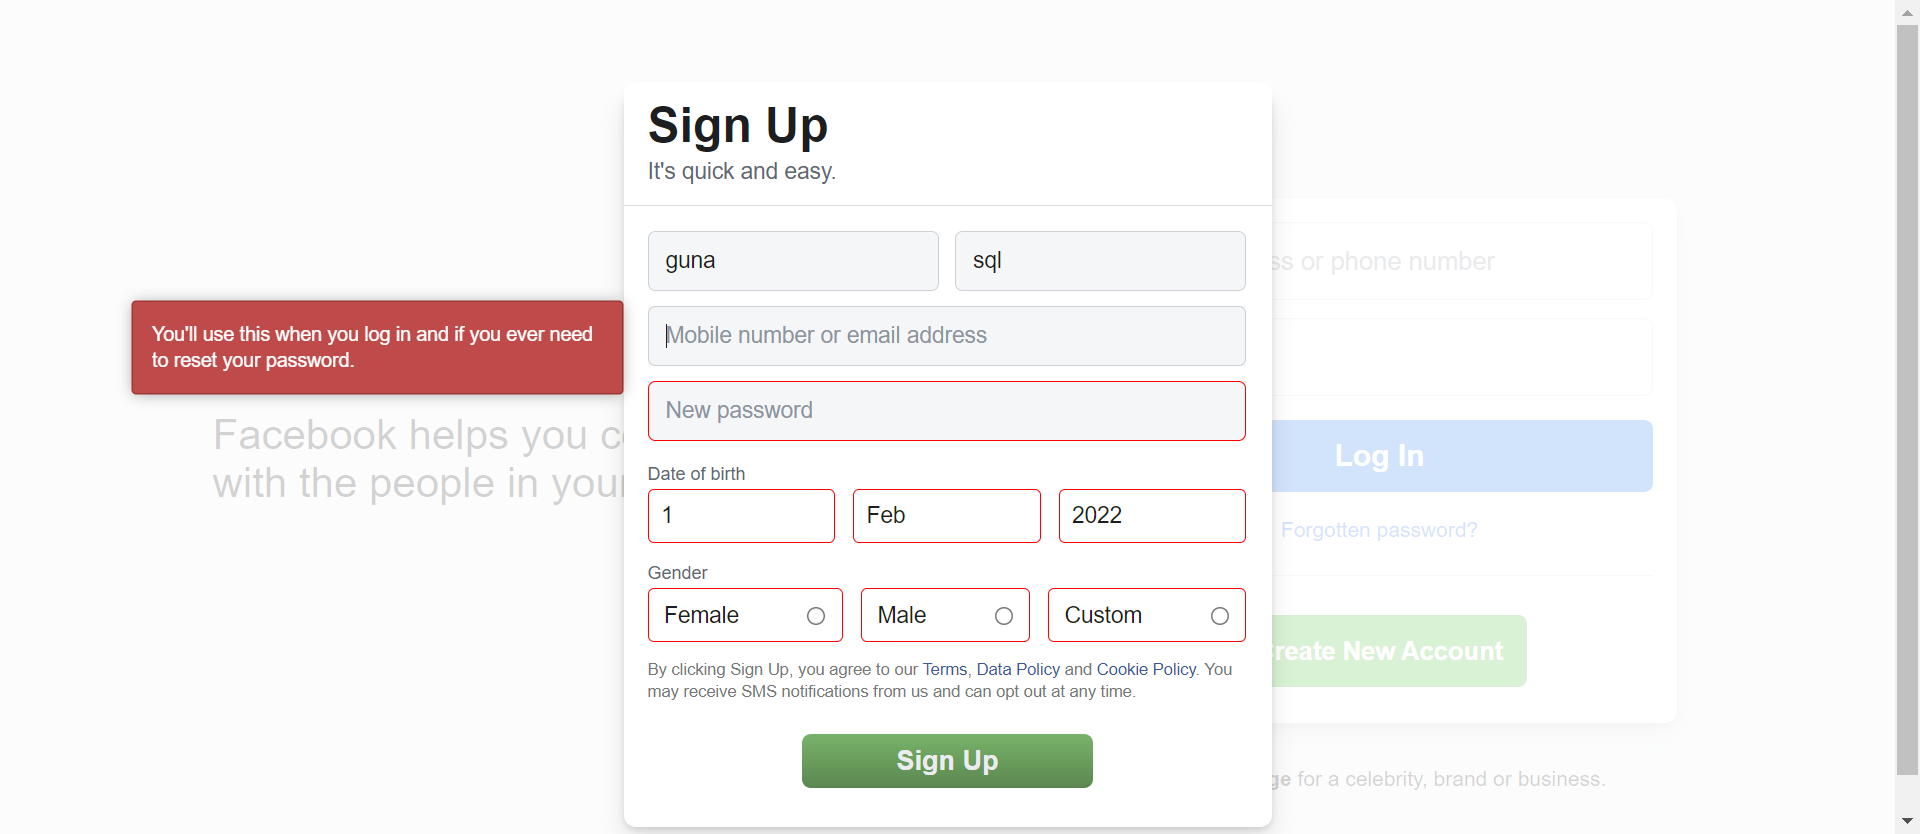 Sign Up
It's quick and easy.
guna
sql
Mobile number or email address
You'll use this when you log in and if you ever need
to reset your password.
New password
Date of birth
1
Feb
2022
Gender
Female
Male
Custom
By clicking Sign Up, you agree to our Terms, Data Policy and Cookie Policy. You
may receive SMS notifications from us and can opt out at any time.
Sign Up
Facebook helps you
with the people in your
or phone number
Log In
Forgotten password?
New Account
for a celebrity, brand or business.